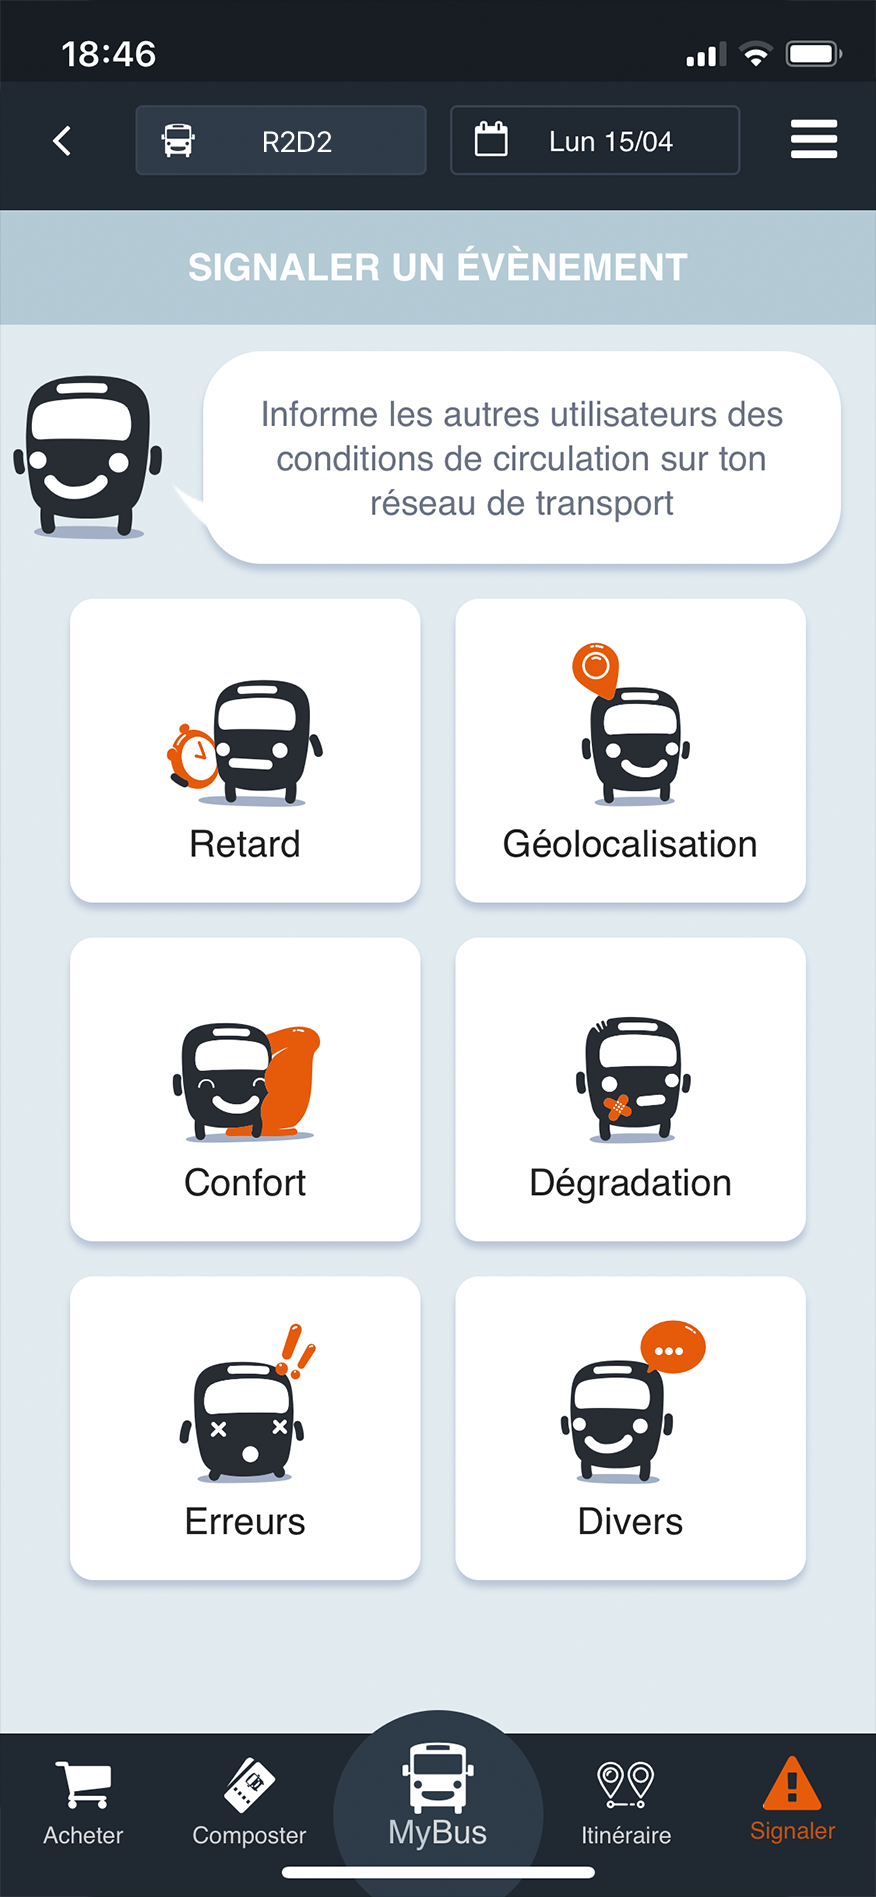 18:46
R2D2
Lun 15/04
SIGNALER UN ÉVÈNEMENT
Informe les autres utilisateurs des
conditions de circulation sur ton
réseau de transport
Retard
Géolocalisation
Confort
Dégradation
Erreurs
Divers
Acheter
Composter
MyBus
Itinéraire
Signaler